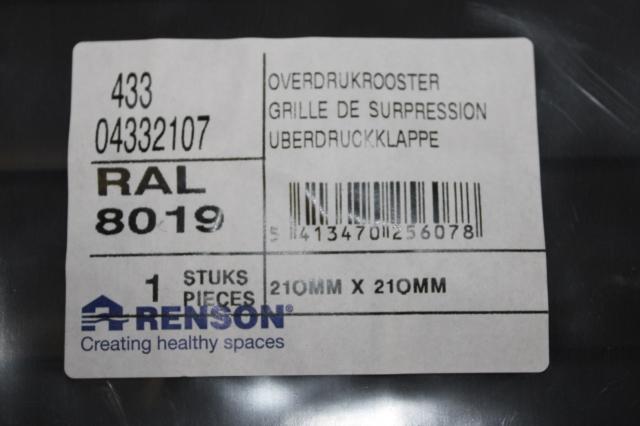 433
04332107
RAL
8019
OVERDRUKROOSTER
GRILLE DE SURPRESSION
UBERDRUCKKLAPPE
5 413470 256078
1 STUKS
PIECES
210MM X 210MM
RENSON®
Creating healthy spaces